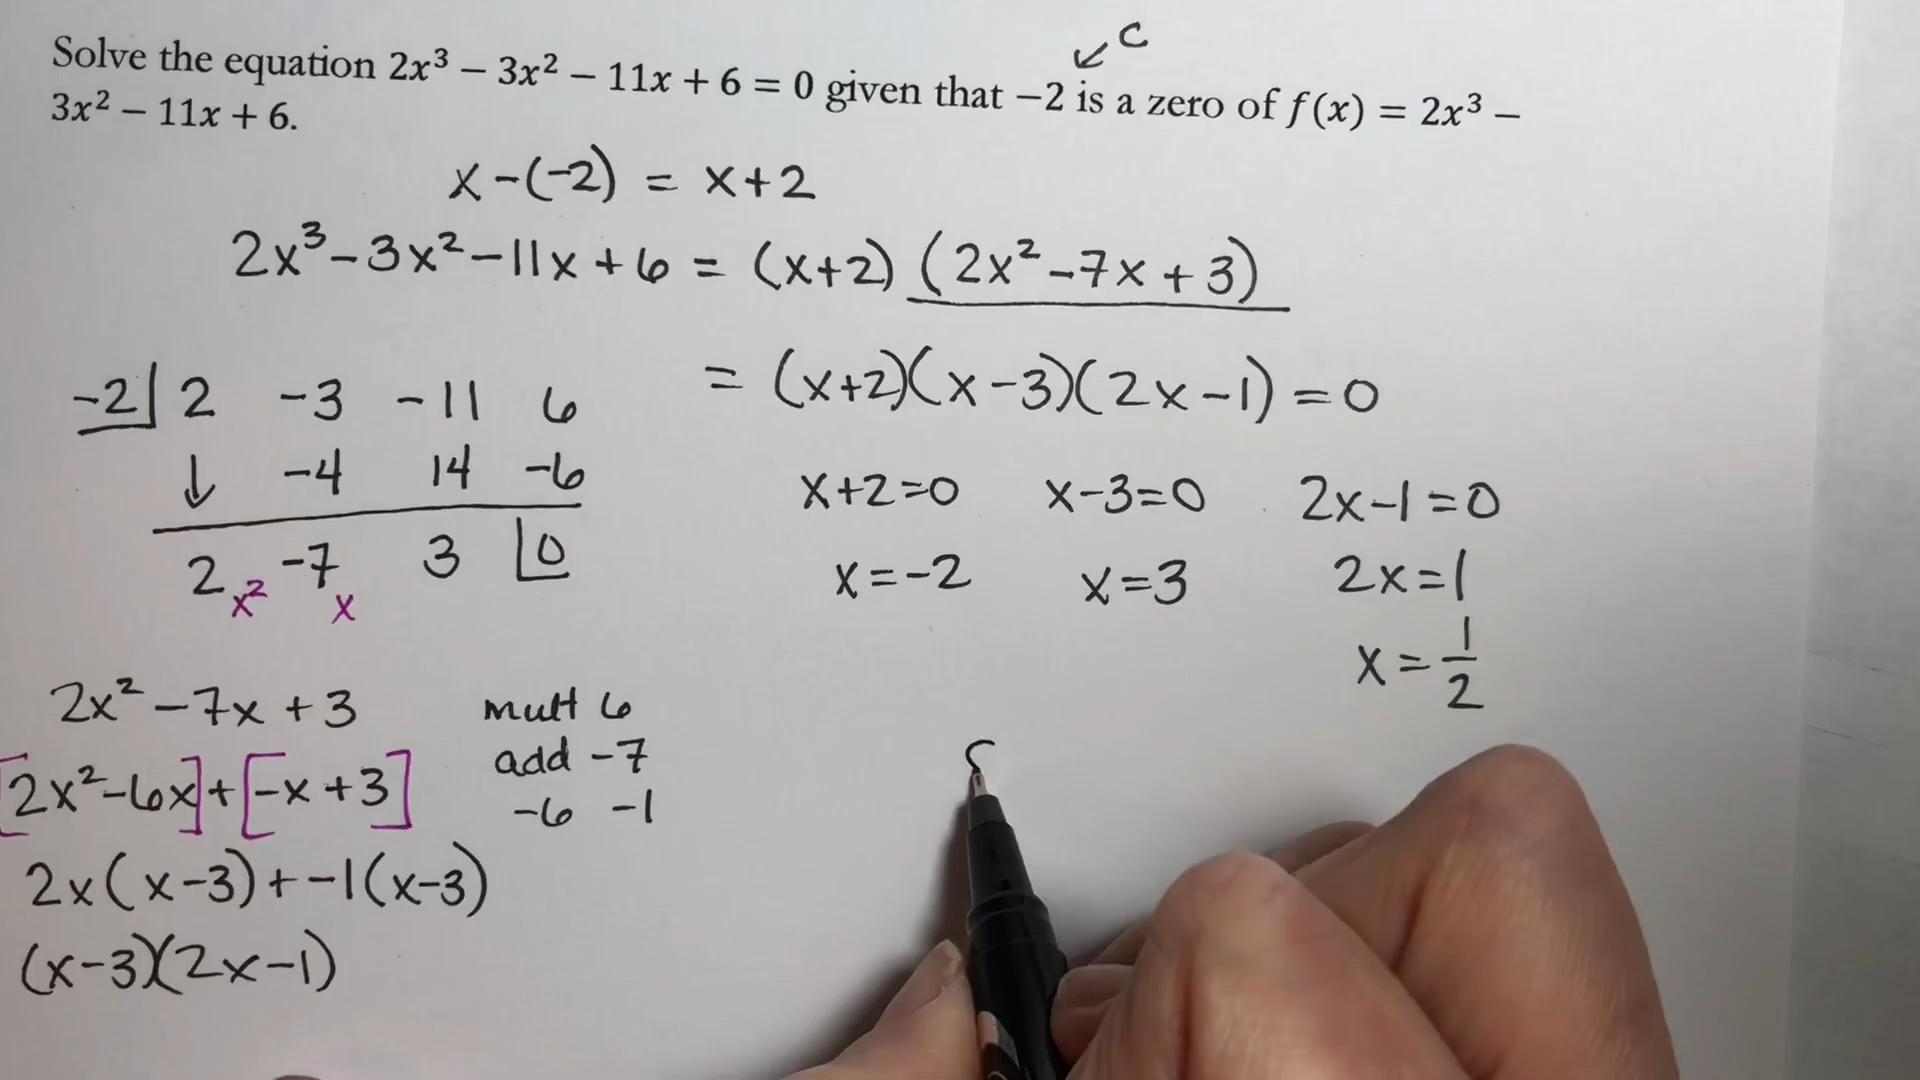 Solve the equation 2x³ − 3x² − 11x + 6 = 0 given that −2 is a zero of f(x) = 2x³ −
3x² − 11x + 6.
↙ c
x-(-2) = x+2
2x³-3x²-11x+6 = (x+2) (2x²-7x+3)
= (x+2)(x-3)(2x-1) = 0
-2| 2 -3 -11 6
↓ -4 14 -6
2x² -7x 3 |0
x+2=0 x-3=0 2x-1=0
x=-2 x=3 2x=1
x=1/2
2x²-7x+3
[2x²-6x]+[-x+3]
2x(x-3)+-1(x-3)
(x-3)(2x-1)
mult 6
add -7
-6 -1